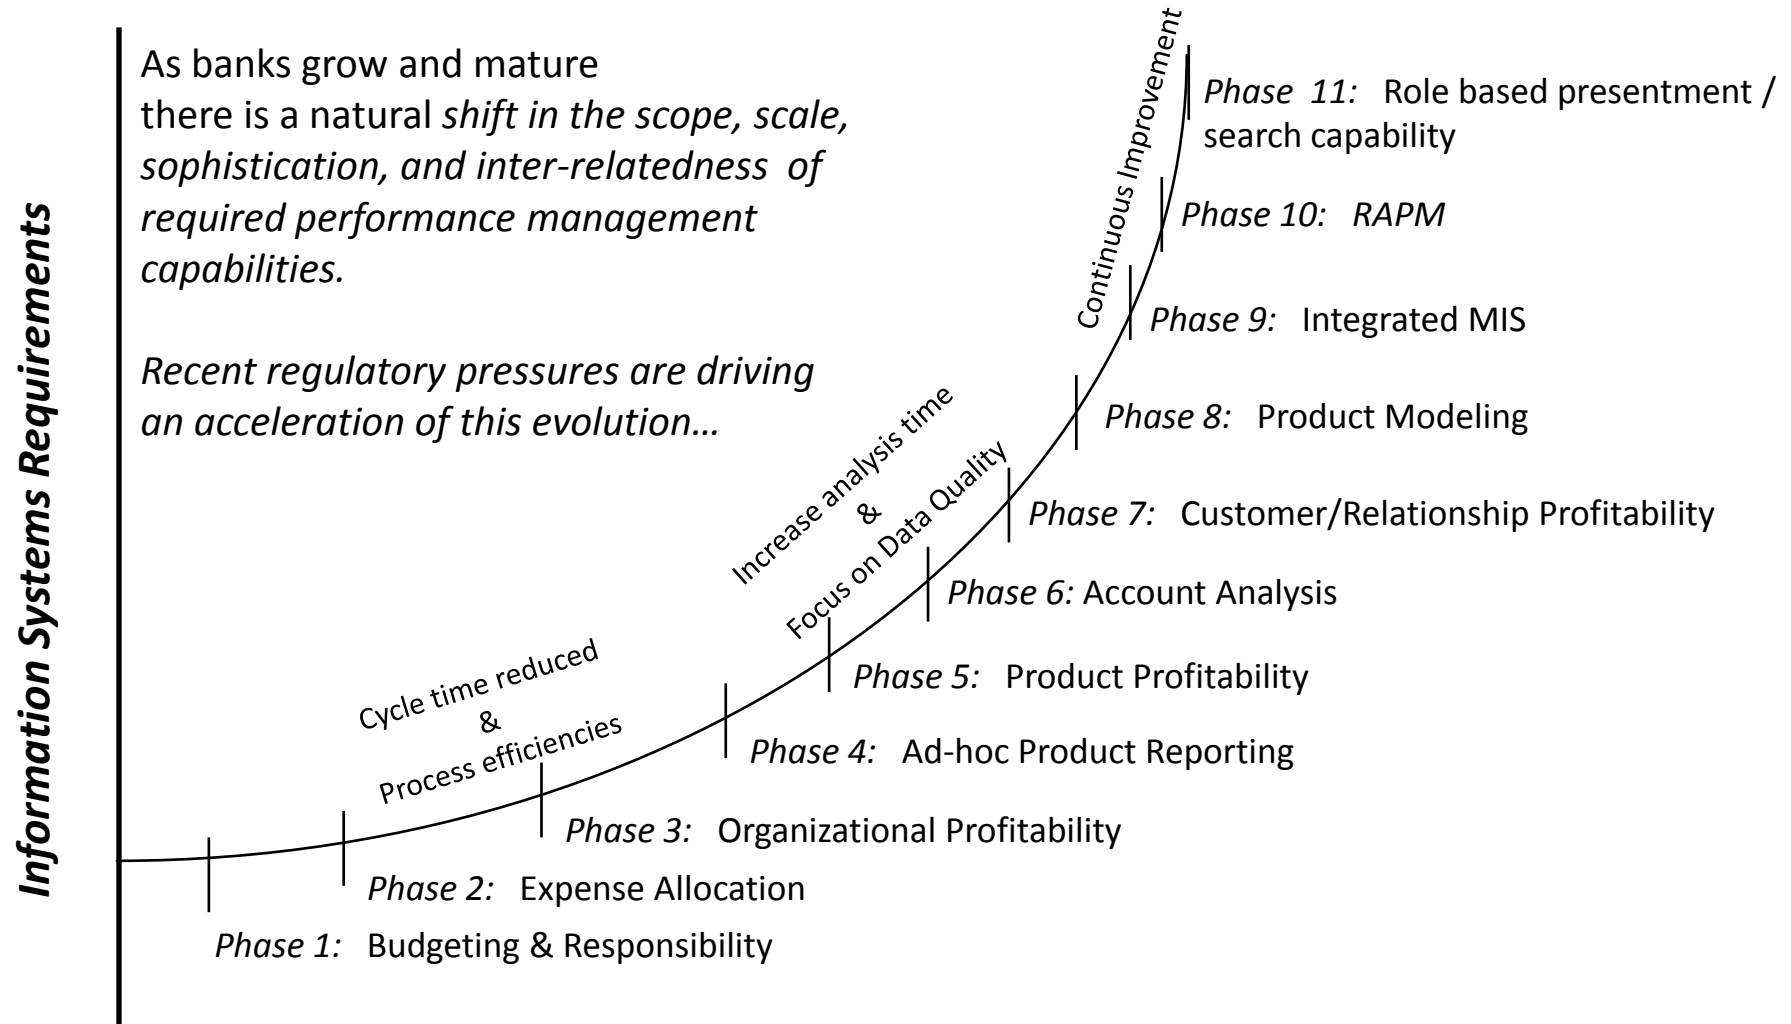 Information Systems Requirements
As banks grow and mature
there is a natural shift in the scope, scale,
sophistication, and inter-relatedness of
required performance management
capabilities.
Recent regulatory pressures are driving
an acceleration of this evolution…
Continuous Improvement
Phase 11: Role based presentment /
search capability
Phase 10: RAPM
Phase 9: Integrated MIS
Phase 8: Product Modeling
Increase analysis time
&
Focus on Data Quality
Phase 7: Customer/Relationship Profitability
Phase 6: Account Analysis
Phase 5: Product Profitability
Cycle time reduced
&
Process efficiencies
Phase 4: Ad-hoc Product Reporting
Phase 3: Organizational Profitability
Phase 2: Expense Allocation
Phase 1: Budgeting & Responsibility